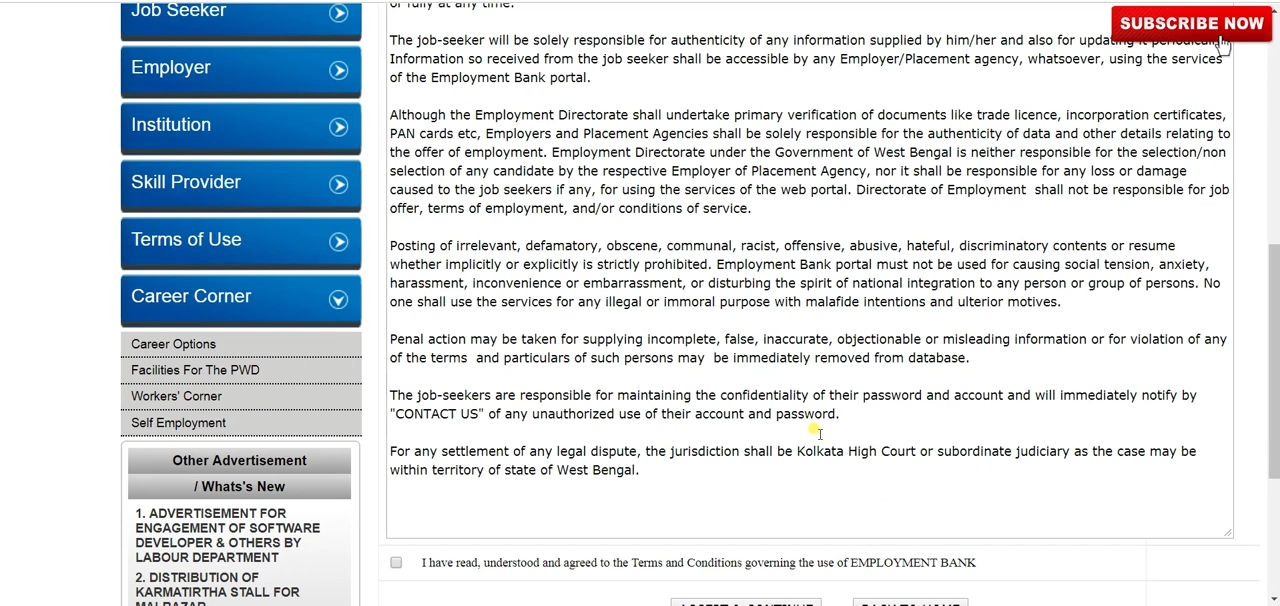 Job Seeker
Employer
Institution
Skill Provider
Terms of Use
Career Corner
Career Options
Facilities For The PWD
Workers' Corner
Self Employment
Other Advertisement
/ Whats's New
1. ADVERTISEMENT FOR
ENGAGEMENT OF SOFTWARE
DEVELOPER & OTHERS BY
LABOUR DEPARTMENT
2. DISTRIBUTION OF
KARMATIRTHA STALL FOR
MALBAZAR
SUBSCRIBE NOW
or fully at any time.
The job-seeker will be solely responsible for authenticity of any information supplied by him/her and also for updating it periodically.
Information so received from the job seeker shall be accessible by any Employer/Placement agency, whatsoever, using the services
of the Employment Bank portal.
Although the Employment Directorate shall undertake primary verification of documents like trade licence, incorporation certificates,
PAN cards etc, Employers and Placement Agencies shall be solely responsible for the authenticity of data and other details relating to
the offer of employment. Employment Directorate under the Government of West Bengal is neither responsible for the selection/non
selection of any candidate by the respective Employer of Placement Agency, nor it shall be responsible for any loss or damage
caused to the job seekers if any, for using the services of the web portal. Directorate of Employment shall not be responsible for job
offer, terms of employment, and/or conditions of service.
Posting of irrelevant, defamatory, obscene, communal, racist, offensive, abusive, hateful, discriminatory contents or resume
whether implicitly or explicitly is strictly prohibited. Employment Bank portal must not be used for causing social tension, anxiety,
harassment, inconvenience or embarrassment, or disturbing the spirit of national integration to any person or group of persons. No
one shall use the services for any illegal or immoral purpose with malafide intentions and ulterior motives.
Penal action may be taken for supplying incomplete, false, inaccurate, objectionable or misleading information or for violation of any
of the terms and particulars of such persons may be immediately removed from database.
The job-seekers are responsible for maintaining the confidentiality of their password and account and will immediately notify by
"CONTACT US" of any unauthorized use of their account and password.
For any settlement of any legal dispute, the jurisdiction shall be Kolkata High Court or subordinate judiciary as the case may be
within territory of state of West Bengal.
I have read, understood and agreed to the Terms and Conditions governing the use of EMPLOYMENT BANK
ACCEPT & CONTINUE
BACK TO HOME